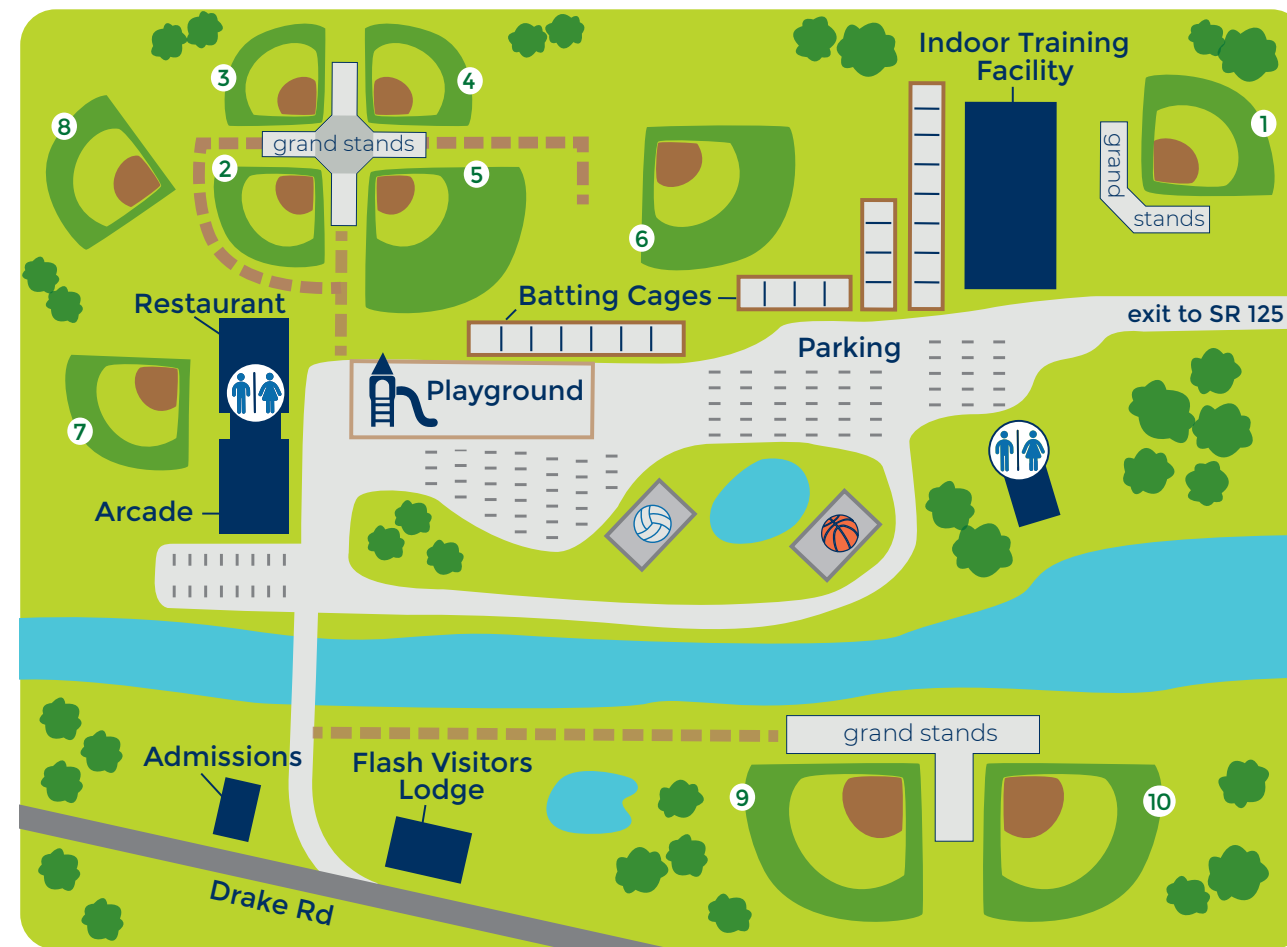 Indoor Training
Facility
3
4
1
8
grand stands
grand
stands
2
5
6
Restaurant
Batting Cages
exit to SR 125
Parking
Playground
7
Arcade
grand stands
Admissions
Flash Visitors
Lodge
9
10
Drake Rd